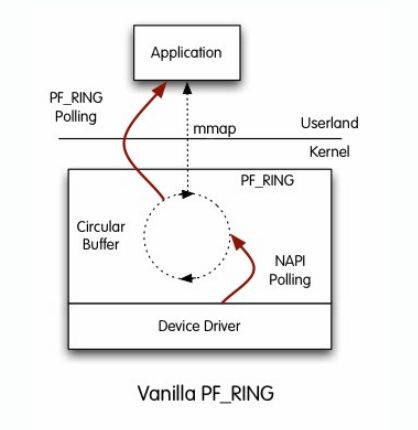 Application
PF_RING
Polling
mmap
Userland
Kernel
PF_RING
Circular
Buffer
NAPI
Polling
Device Driver
Vanilla PF_RING